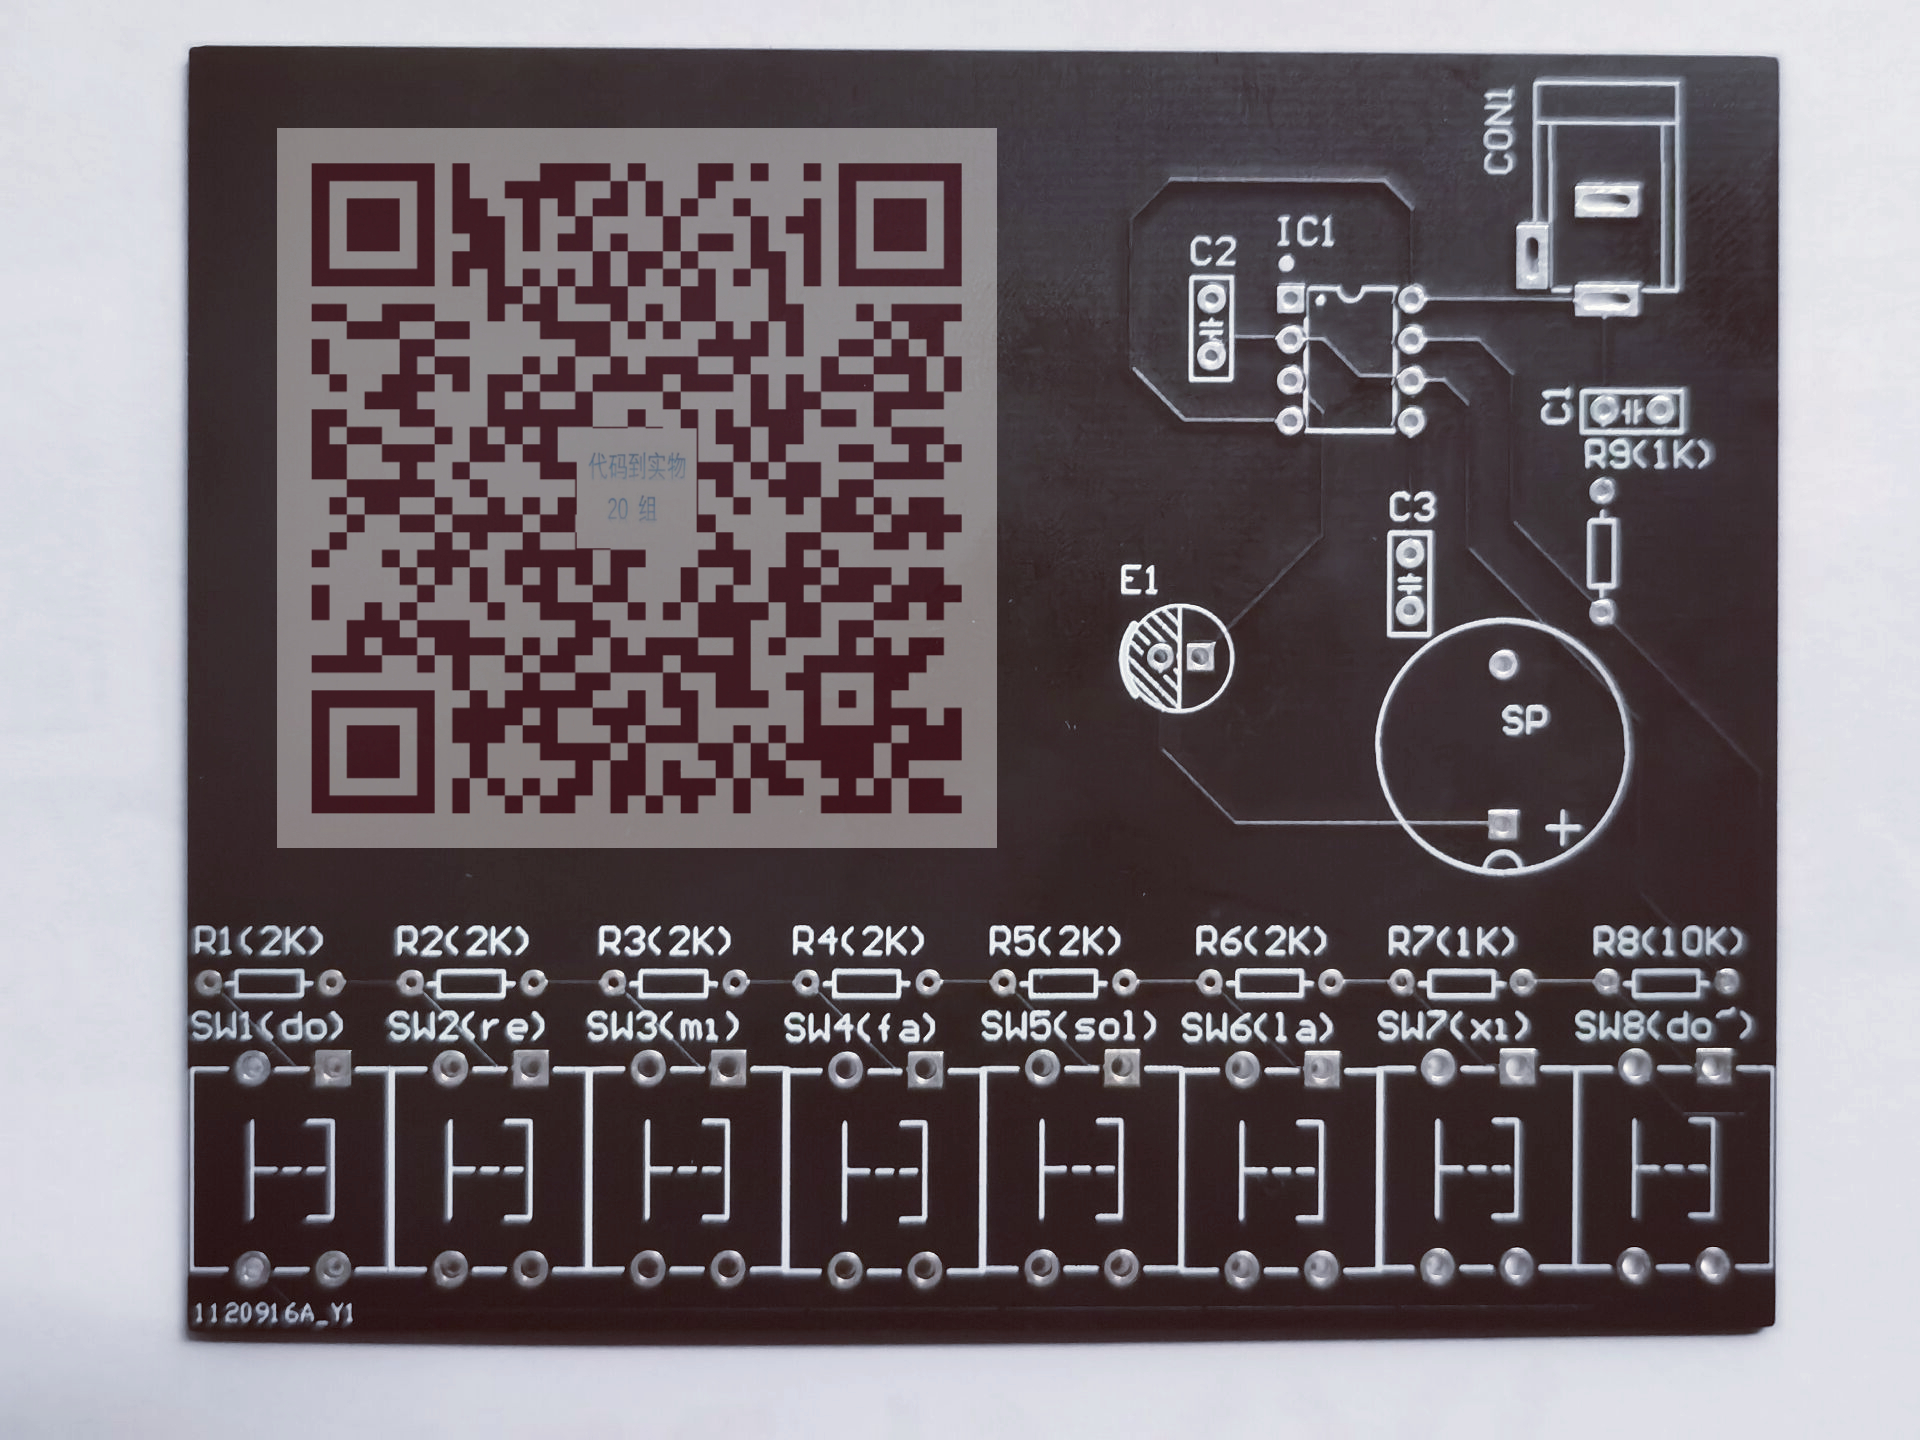 CON1
IC1
C2
代码到实物
20 组
C1
R9(1K)
C3
E1
SP
+
R1(2K) R2(2K) R3(2K) R4(2K) R5(2K) R6(2K) R7(1K) R8(10K)
SW1(do) SW2(re) SW3(mi) SW4(fa) SW5(sol) SW6(la) SW7(xi) SW8(do~)
1120916A_Y1